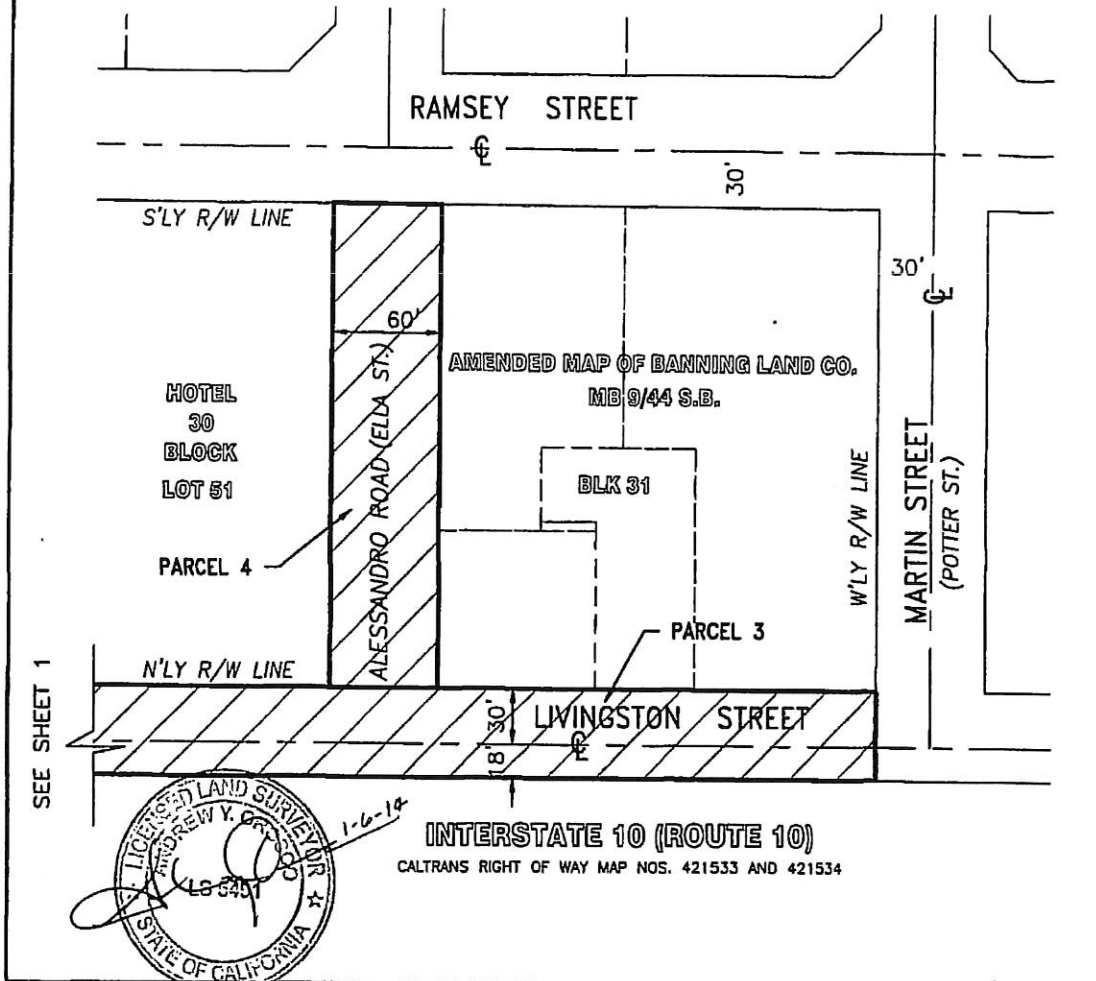 RAMSEY STREET
℄
30'
S'LY R/W LINE
30'
℄
60'
ALESSANDRO ROAD (ELLA ST.)
AMENDED MAP OF BANNING LAND CO.
MB 9/44 S.B.
HOTEL
30
BLOCK
LOT 51
BLK 31
W'LY R/W LINE
MARTIN STREET
(POTTER ST.)
PARCEL 4
PARCEL 3
N'LY R/W LINE
SEE SHEET 1
30'
18'
LIVINGSTON STREET
℄
LICENSED LAND SURVEYOR
ANDREW Y.
LS
STATE OF CALIFORNIA
1-6-14
INTERSTATE 10 (ROUTE 10)
CALTRANS RIGHT OF WAY MAP NOS. 421533 AND 421534